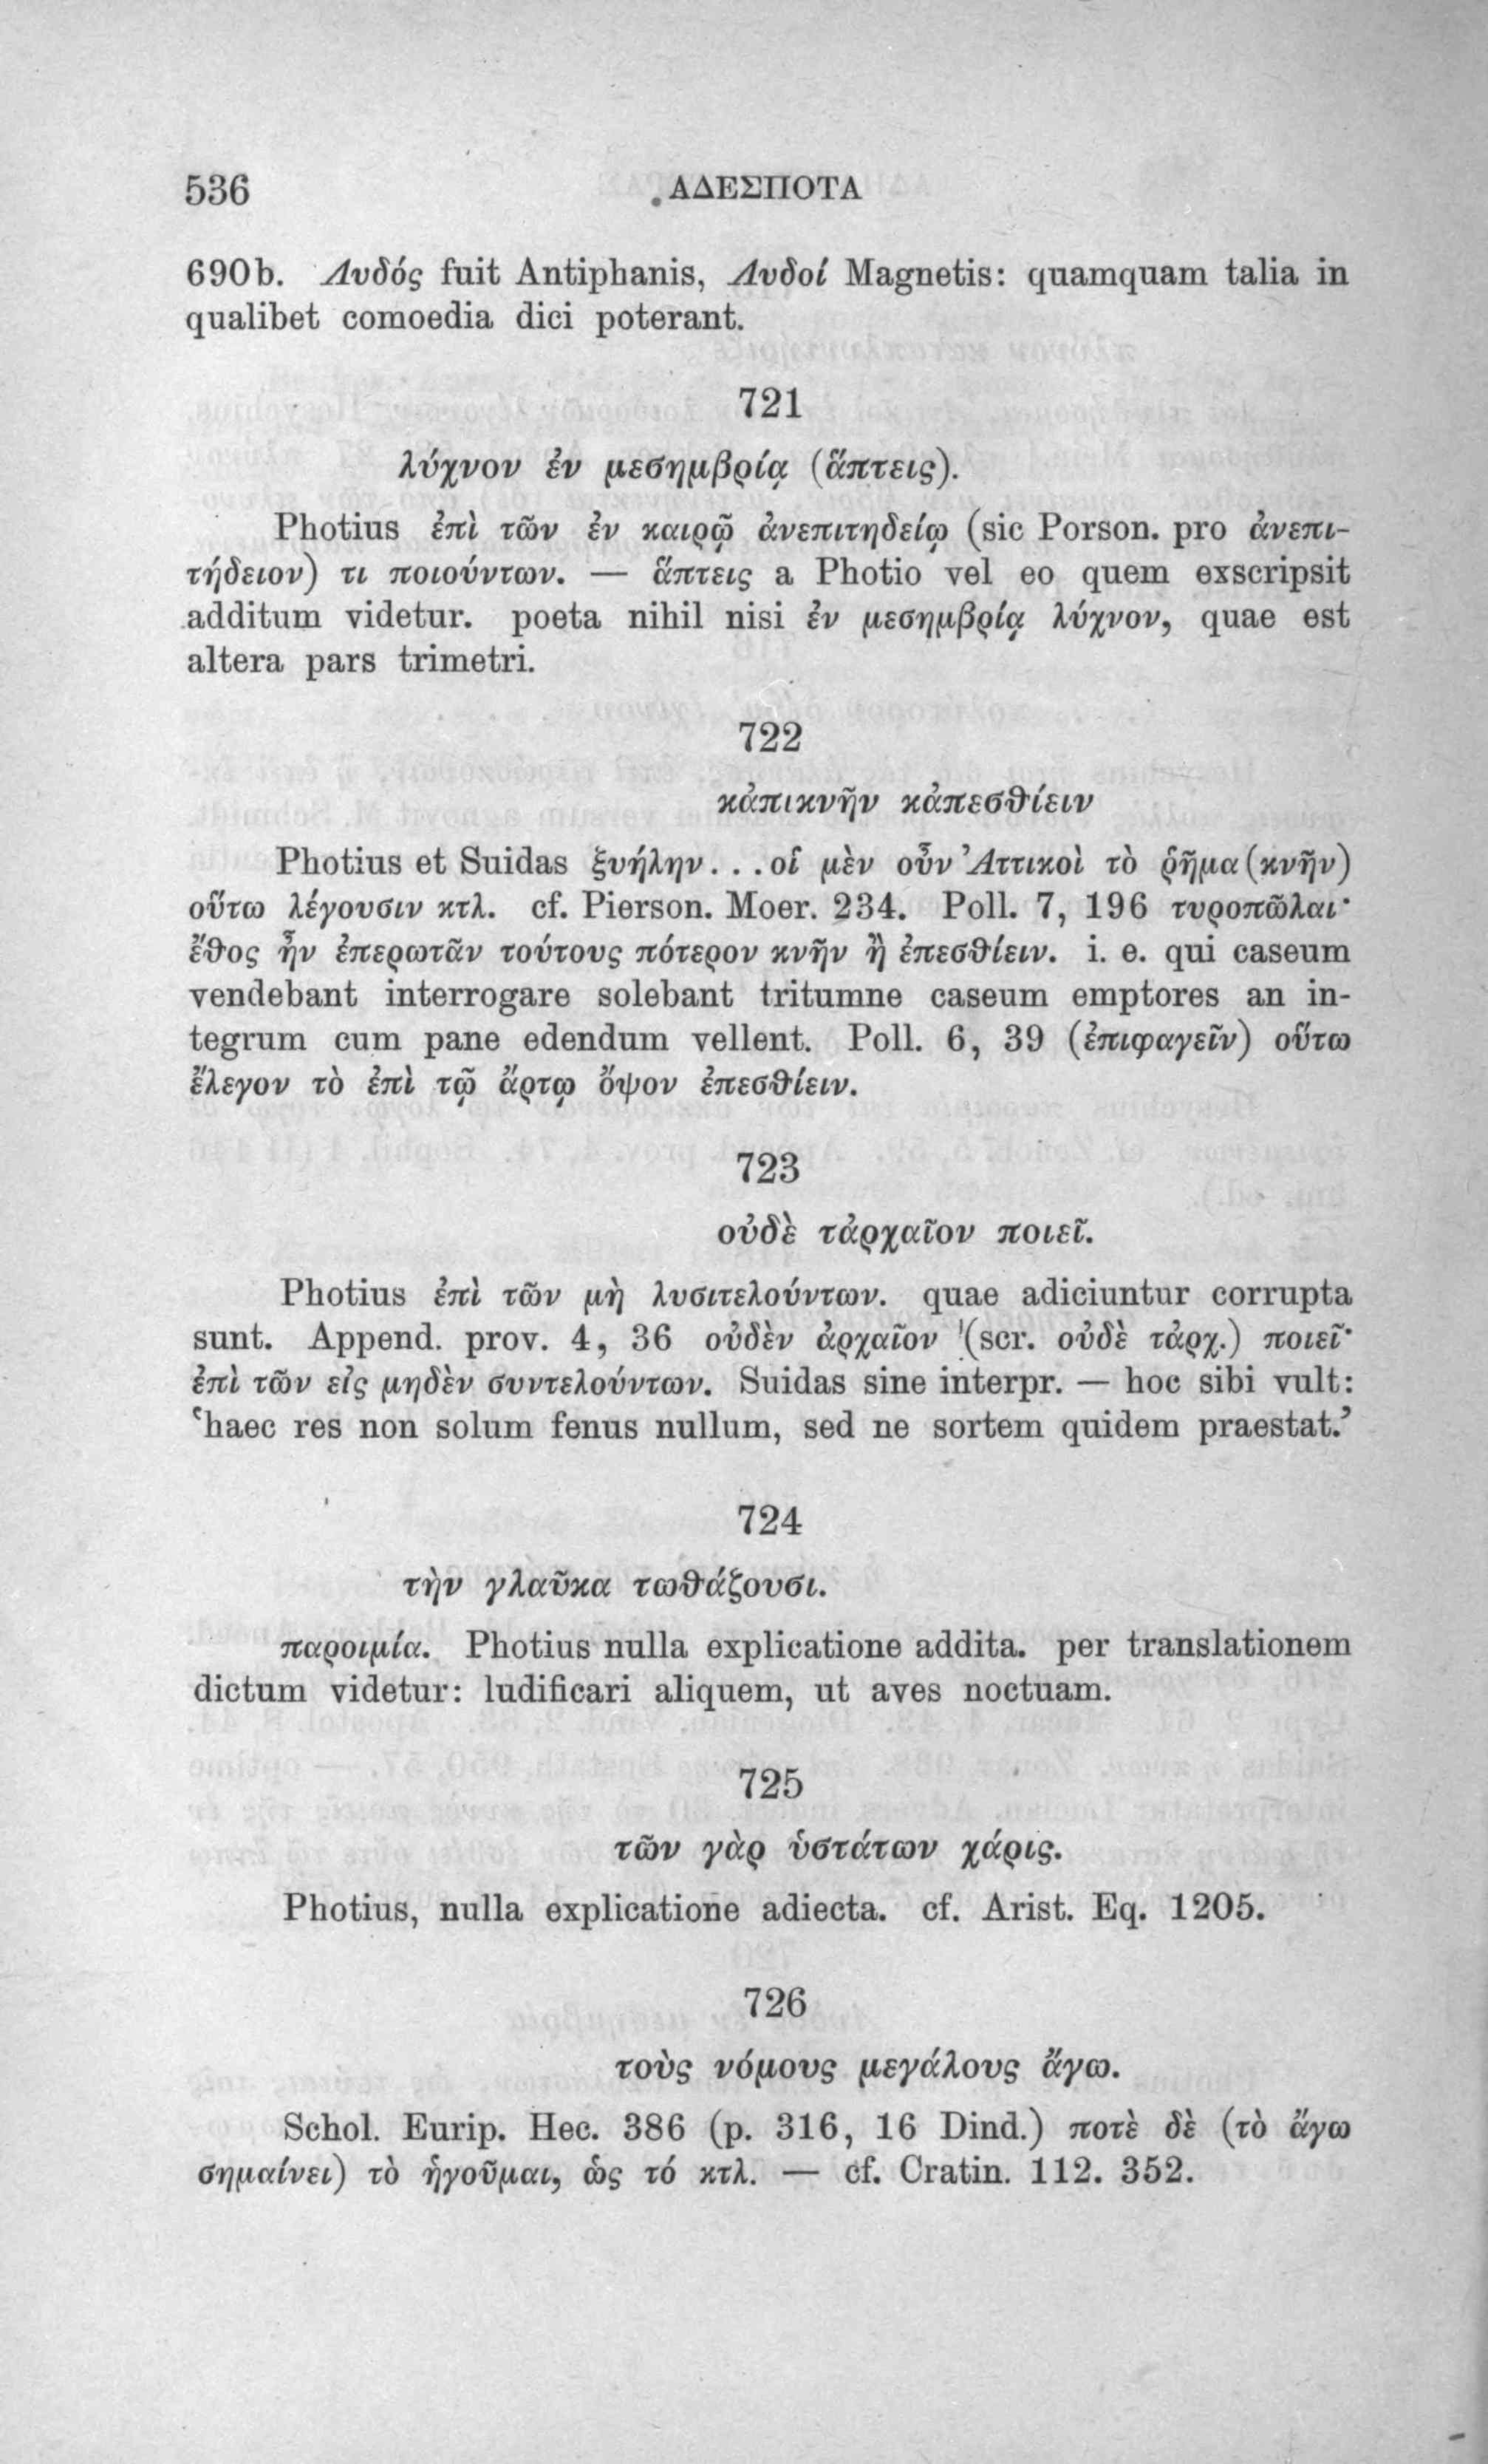 536
ΑΔΕΣΠΟΤΑ
690b. Λυδός fuit Antiphanis, Λυδοί Magnetis: quamquam talia in
qualibet comoedia dici poterant.
721
λύχνον ἐν μεσημβρίᾳ (ἅπτεις).
Photius ἐπὶ τῶν ἐν καιρῷ ἀνεπιτηδείῳ (sic Porson. pro ἀνεπι-
τήδειον) τι ποιούντων. — ἅπτεις a Photio vel eo quem exscripsit
additum videtur. poeta nihil nisi ἐν μεσημβρίᾳ λύχνον, quae est
altera pars trimetri.
722
κἀπικνῆν κἀπεσθίειν
Photius et Suidas ξυήλην... οἱ μὲν οὖν Ἀττικοὶ τὸ ῥῆμα (κνῆν)
οὕτω λέγουσιν κτλ. cf. Pierson. Moer. 234. Poll. 7, 196 τυροπῶλαι·
ἔθος ἦν ἐπερωτᾶν τούτους πότερον κνῆν ἢ ἐπεσθίειν. i. e. qui caseum
vendebant interrogare solebant tritumne caseum emptores an in-
tegrum cum pane edendum vellent. Poll. 6, 39 (ἐπιφαγεῖν) οὕτω
ἔλεγον τὸ ἐπὶ τῷ ἄρτῳ ὄψον ἐπεσθίειν.
723
οὐδὲ τἀρχαῖον ποιεῖ.
Photius ἐπὶ τῶν μὴ λυσιτελούντων. quae adiciuntur corrupta
sunt. Append. prov. 4, 36 οὐδὲν ἀρχαῖον (scr. οὐδὲ τἀρχ.) ποιεῖ·
ἐπὶ τῶν εἰς μηδὲν συντελούντων. Suidas sine interpr. — hoc sibi vult:
‘haec res non solum fenus nullum, sed ne sortem quidem praestat.’
724
τὴν γλαῦκα τωθάζουσι.
παροιμία. Photius nulla explicatione addita. per translationem
dictum videtur: ludificari aliquem, ut aves noctuam.
725
τῶν γὰρ ὑστάτων χάρις.
Photius, nulla explicatione adiecta. cf. Arist. Eq. 1205.
726
τοὺς νόμους μεγάλους ἄγω.
Schol. Eurip. Hec. 386 (p. 316, 16 Dind.) ποτὲ δὲ (τὸ ἄγω
σημαίνει) τὸ ἡγοῦμαι, ὡς τό κτλ. — cf. Cratin. 112. 352.